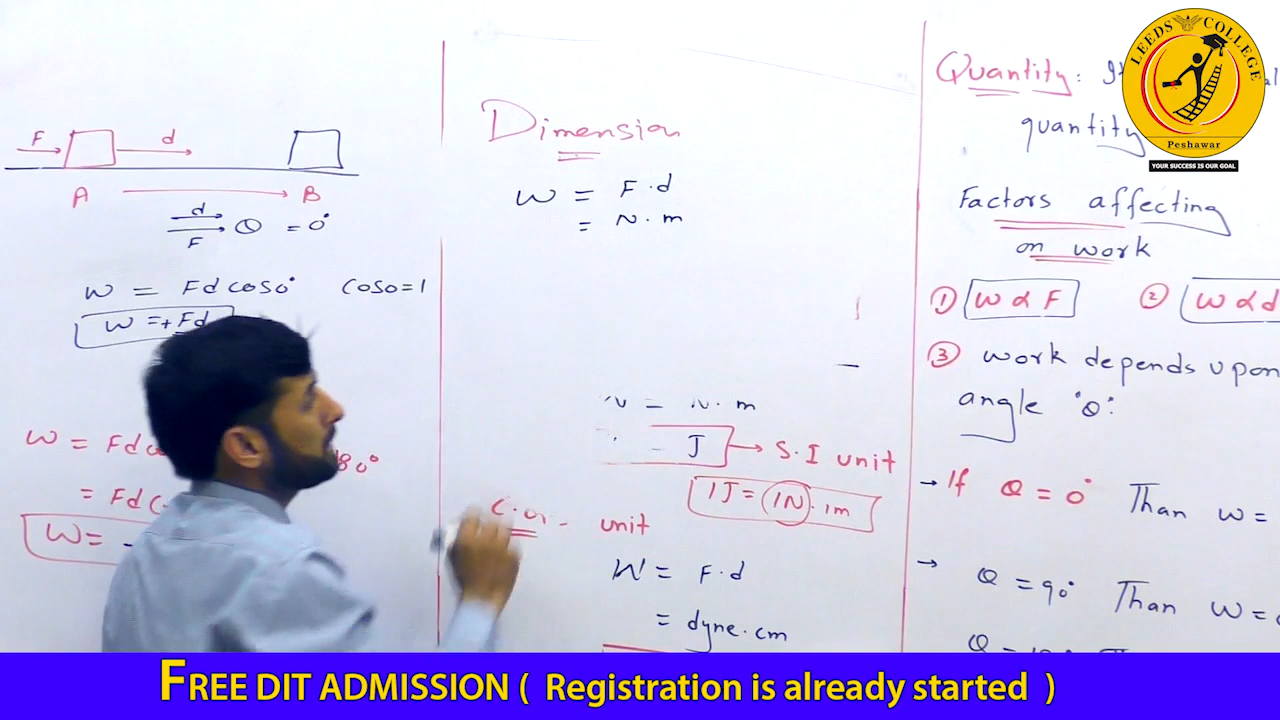 F
d
A
B
d
F
θ = 0°
W = Fd cos0° Cos0=1
W = + Fd
W = Fd
80°
= Fd
W = -
Dimension
W = F.d
= N.m
= N.m
= J → S.I unit
1J = 1N.1m
unit
W = F.d
= dyne.cm
Quantity:
quantity
Factors affecting
on work
① W ∝ F ② W ∝ d
③ work depends upon
angle "θ".
→ If θ = 0° Than W =
→ θ = 90° Than W =
LEEDS COLLEGE
Peshawar
YOUR SUCCESS IS OUR GOAL
FREE DIT ADMISSION ( Registration is already started )